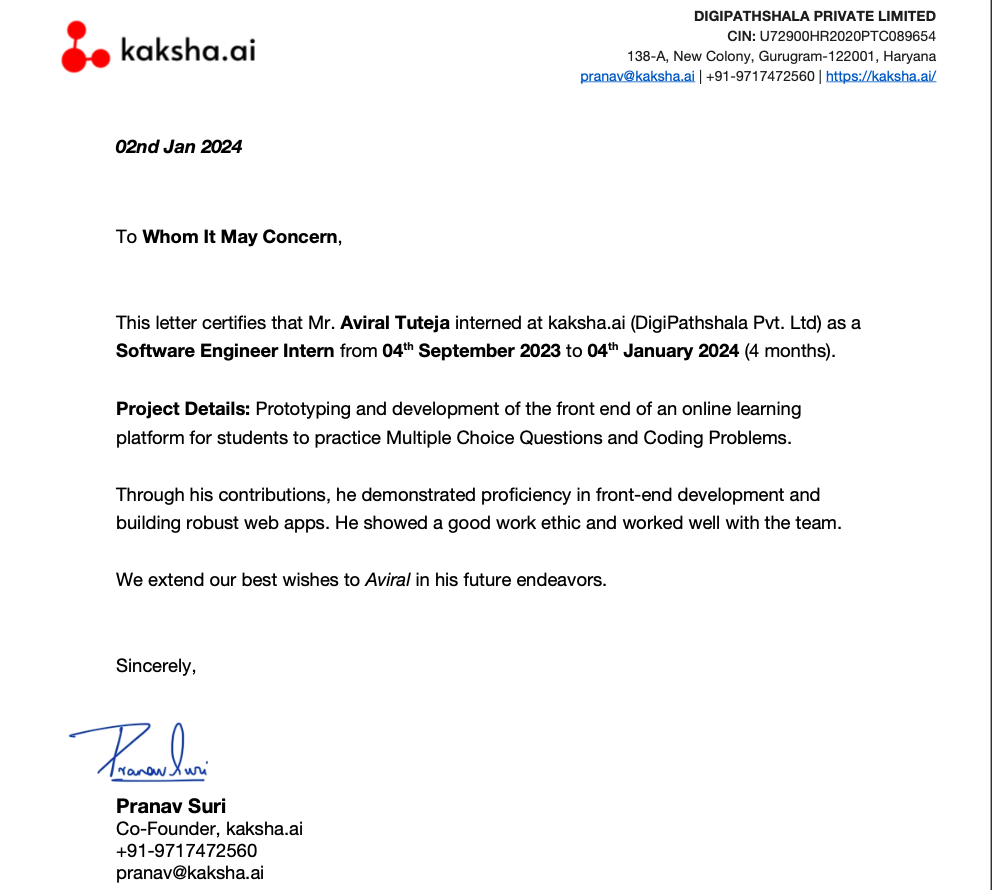 kaksha.ai
DIGIPATHSHALA PRIVATE LIMITED
CIN: U72900HR2020PTC089654
138-A, New Colony, Gurugram-122001, Haryana
pranav@kaksha.ai | +91-9717472560 | https://kaksha.ai/
02nd Jan 2024
To Whom It May Concern,
This letter certifies that Mr. Aviral Tuteja interned at kaksha.ai (DigiPathshala Pvt. Ltd) as a
Software Engineer Intern from 04th September 2023 to 04th January 2024 (4 months).
Project Details: Prototyping and development of the front end of an online learning
platform for students to practice Multiple Choice Questions and Coding Problems.
Through his contributions, he demonstrated proficiency in front-end development and
building robust web apps. He showed a good work ethic and worked well with the team.
We extend our best wishes to Aviral in his future endeavors.
Sincerely,
Pranav Suri
Pranav Suri
Co-Founder, kaksha.ai
+91-9717472560
pranav@kaksha.ai